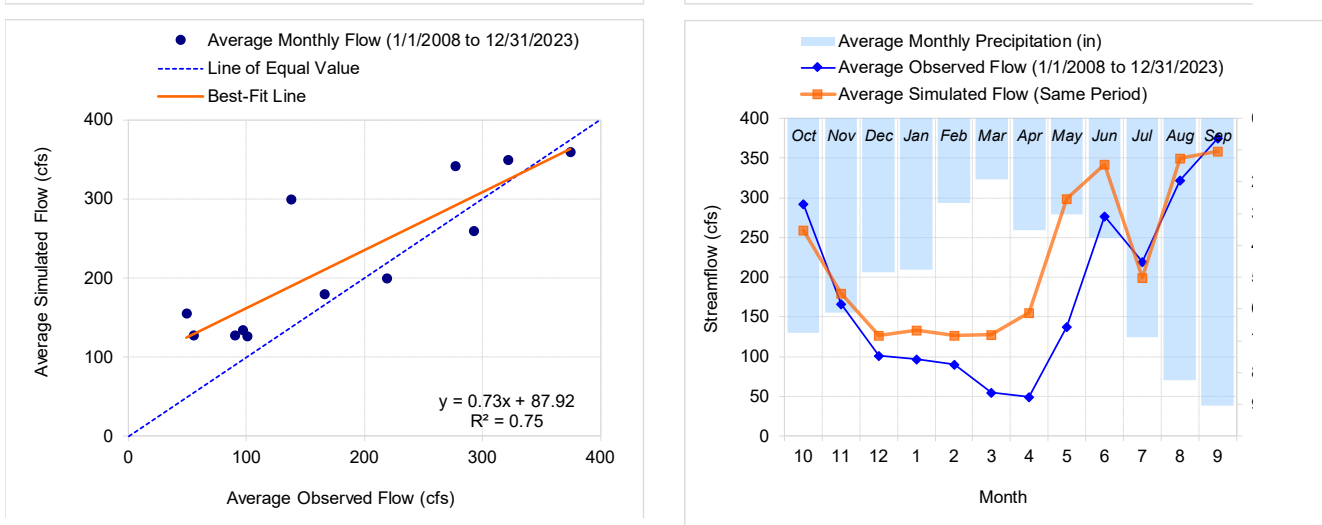 Average Monthly Flow (1/1/2008 to 12/31/2023)
Line of Equal Value
Best-Fit Line
400
300
200
100
0
Average Simulated Flow (cfs)
y = 0.73x + 87.92
R² = 0.75
0 100 200 300 400
Average Observed Flow (cfs)
Average Monthly Precipitation (in)
Average Observed Flow (1/1/2008 to 12/31/2023)
Average Simulated Flow (Same Period)
400
350
300
250
200
150
100
50
0
Streamflow (cfs)
Oct Nov Dec Jan Feb Mar Apr May Jun Jul Aug Sep
10 11 12 1 2 3 4 5 6 7 8 9
Month